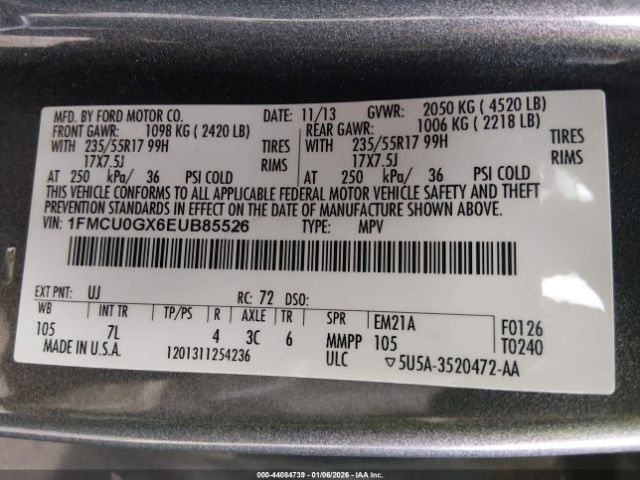 MFD. BY FORD MOTOR CO. DATE: 11/13 GVWR: 2050 KG ( 4520 LB)
FRONT GAWR: 1098 KG ( 2420 LB) REAR GAWR: 1006 KG ( 2218 LB)
WITH 235/55R17 99H TIRES WITH 235/55R17 99H TIRES
17X7.5J RIMS 17X7.5J RIMS
AT 250 kPa/ 36 PSI COLD AT 250 kPa/ 36 PSI COLD
THIS VEHICLE CONFORMS TO ALL APPLICABLE FEDERAL MOTOR VEHICLE SAFETY AND THEFT
PREVENTION STANDARDS IN EFFECT ON THE DATE OF MANUFACTURE SHOWN ABOVE.
VIN: 1FMCU0GX6EUB85526 TYPE: MPV
EXT PNT: UJ RC: 72 DSO:
WB INT TR TP/PS R AXLE TR SPR EM21A F0126
105 7L 4 3C 6 MMPP 105 T0240
MADE IN U.S.A. 1201311254236 ULC ▽5U5A-3520472-AA
000-44084739 - 01/06/2026 - IAAI.COM